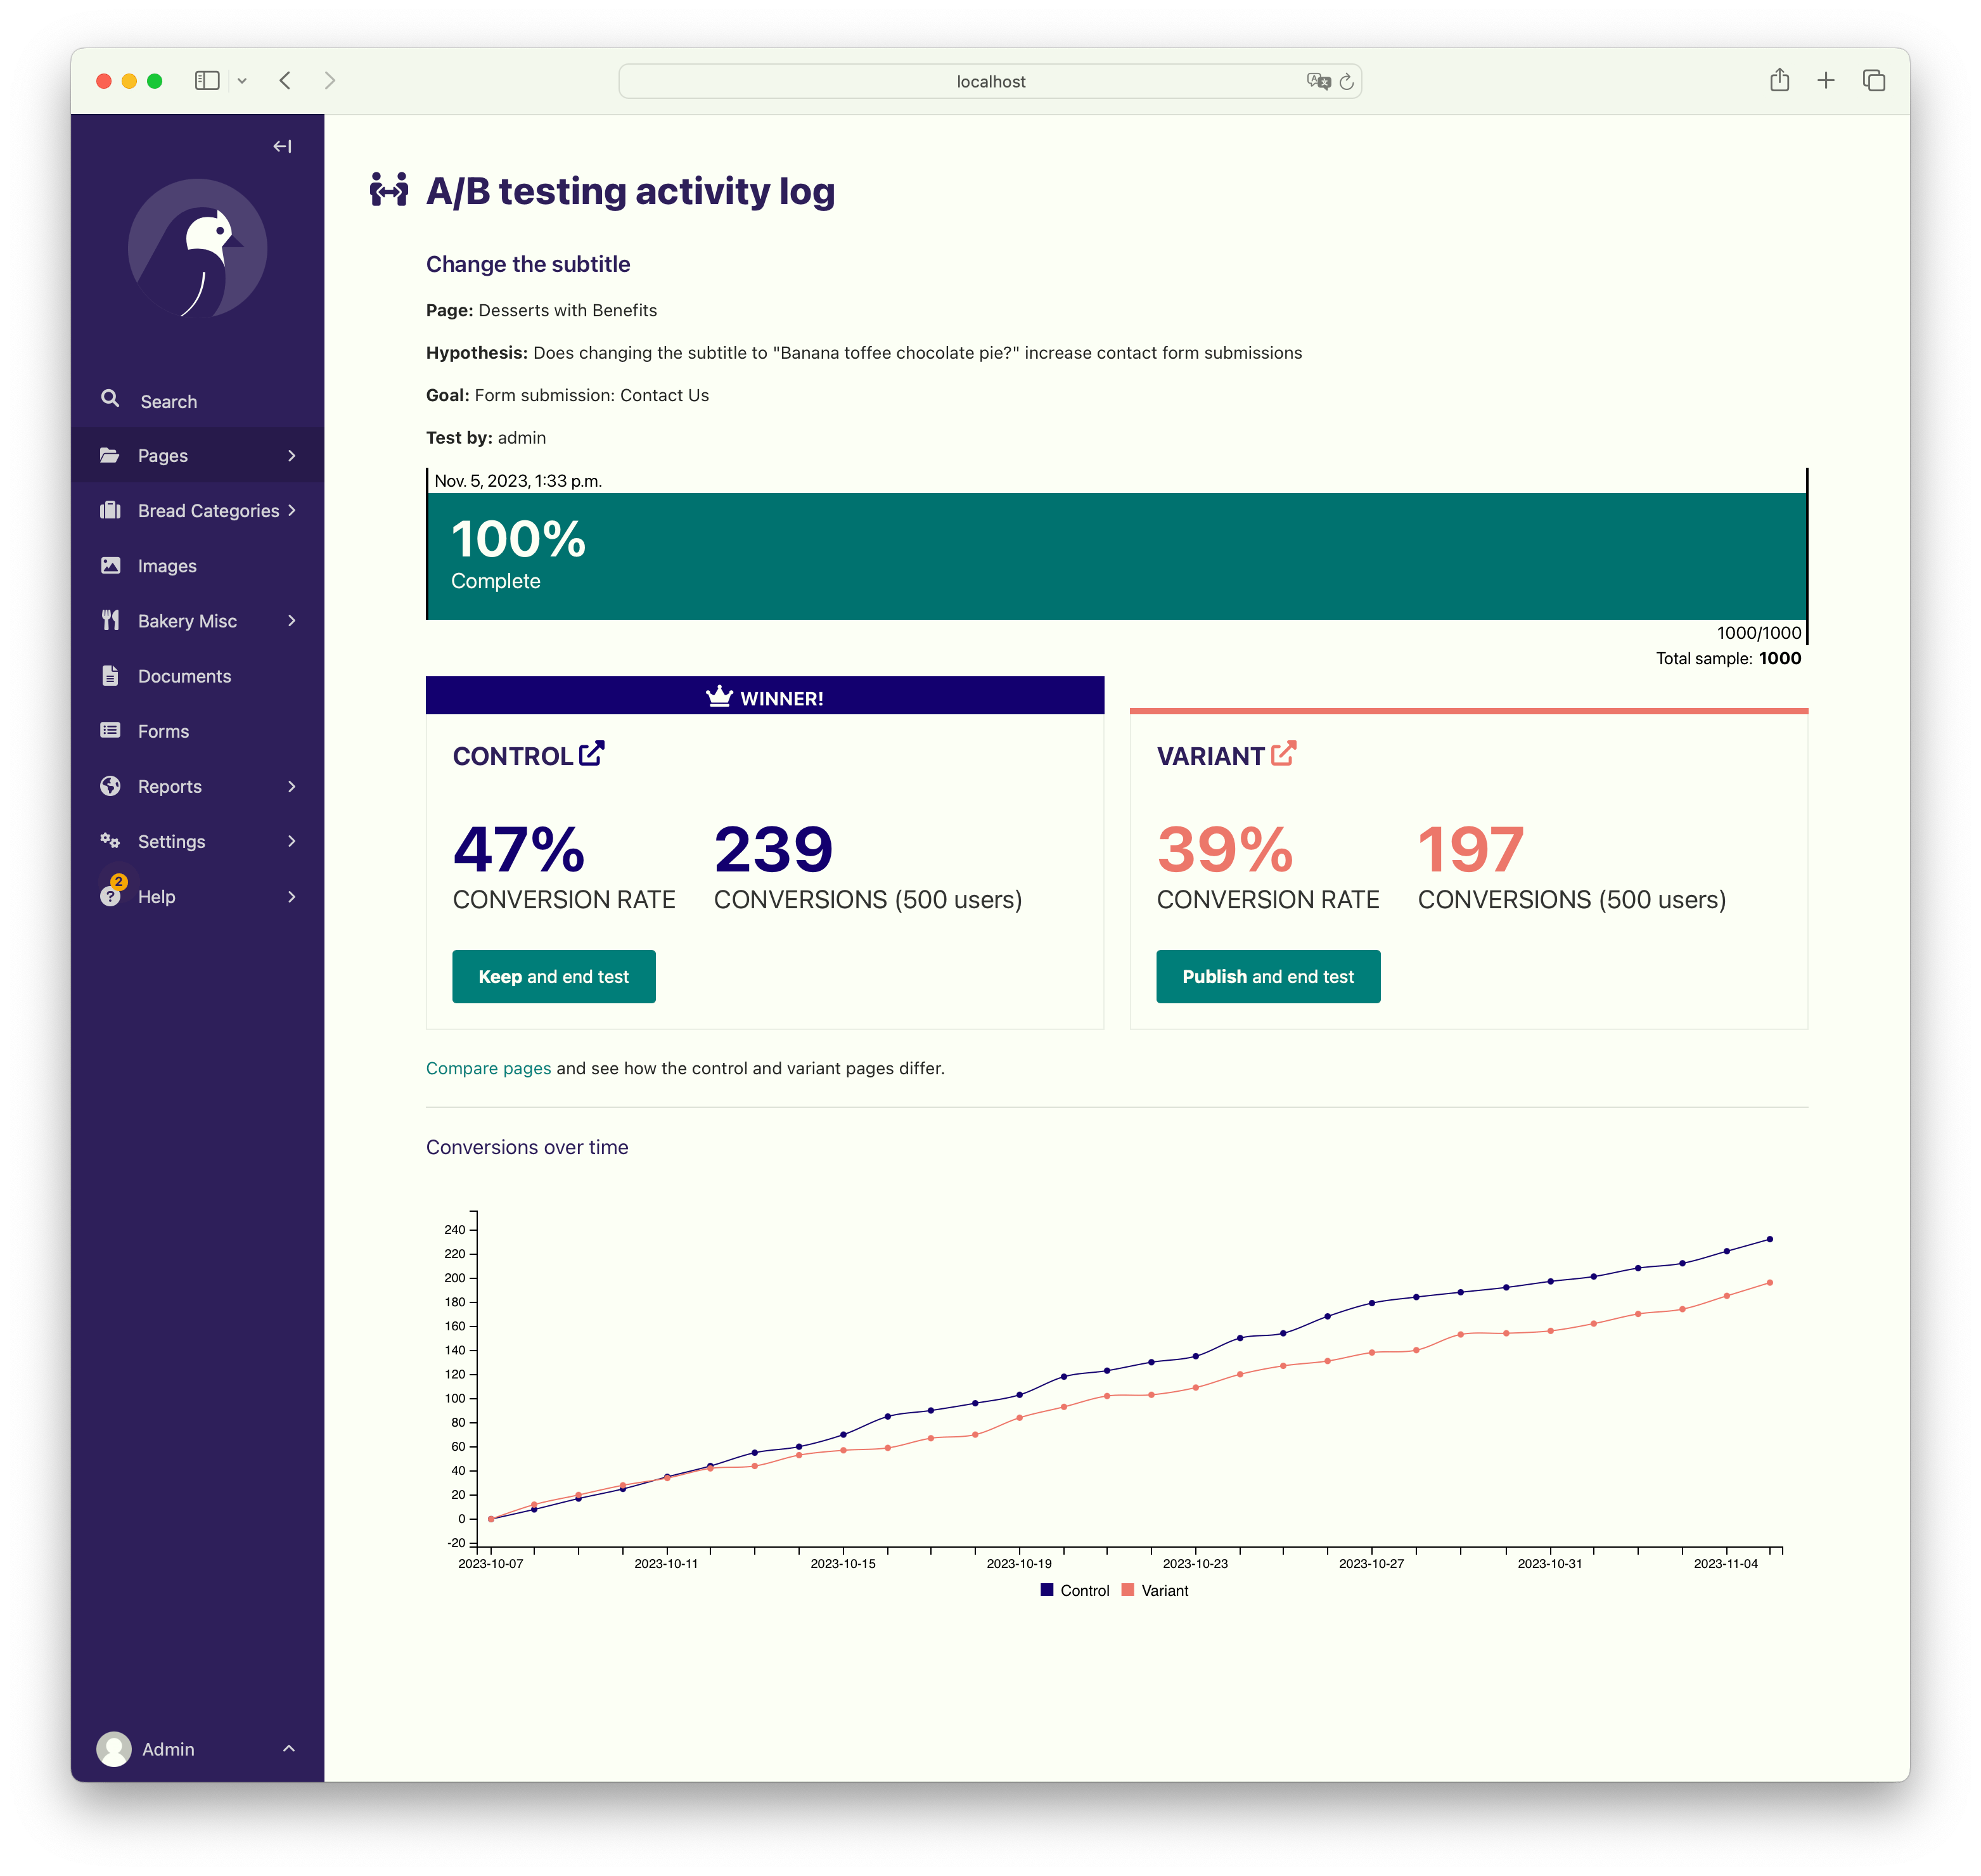 localhost
A/B testing activity log
Change the subtitle
Page: Desserts with Benefits
Hypothesis: Does changing the subtitle to "Banana toffee chocolate pie?" increase contact form submissions
Goal: Form submission: Contact Us
Test by: admin
Search
Pages
Bread Categories
Images
Bakery Misc
Documents
Forms
Reports
Settings
2
Help
Admin
Nov. 5, 2023, 1:33 p.m.
100%
Complete
1000/1000
Total sample: 1000
WINNER!
CONTROL
47%
CONVERSION RATE
239
CONVERSIONS (500 users)
Keep and end test
VARIANT
39%
CONVERSION RATE
197
CONVERSIONS (500 users)
Publish and end test
Compare pages and see how the control and variant pages differ.
Conversions over time
240
220
200
180
160
140
120
100
80
60
40
20
0
-20
2023-10-07 2023-10-11 2023-10-15 2023-10-19 2023-10-23 2023-10-27 2023-10-31 2023-11-04
Control Variant